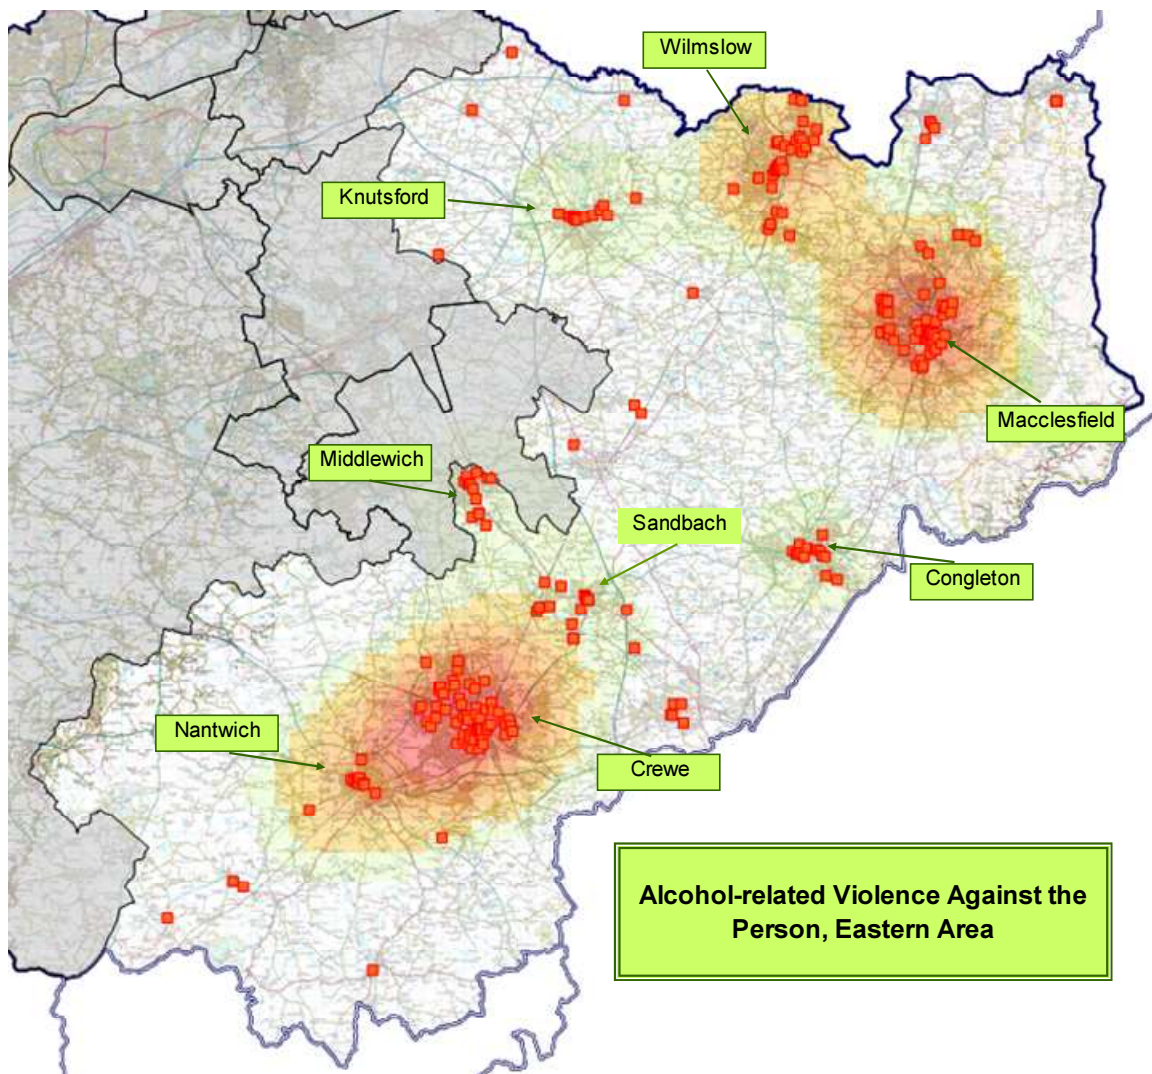 Wilmslow
Knutsford
Macclesfield
Middlewich
Sandbach
Congleton
Nantwich
Crewe
Alcohol-related Violence Against the
Person, Eastern Area